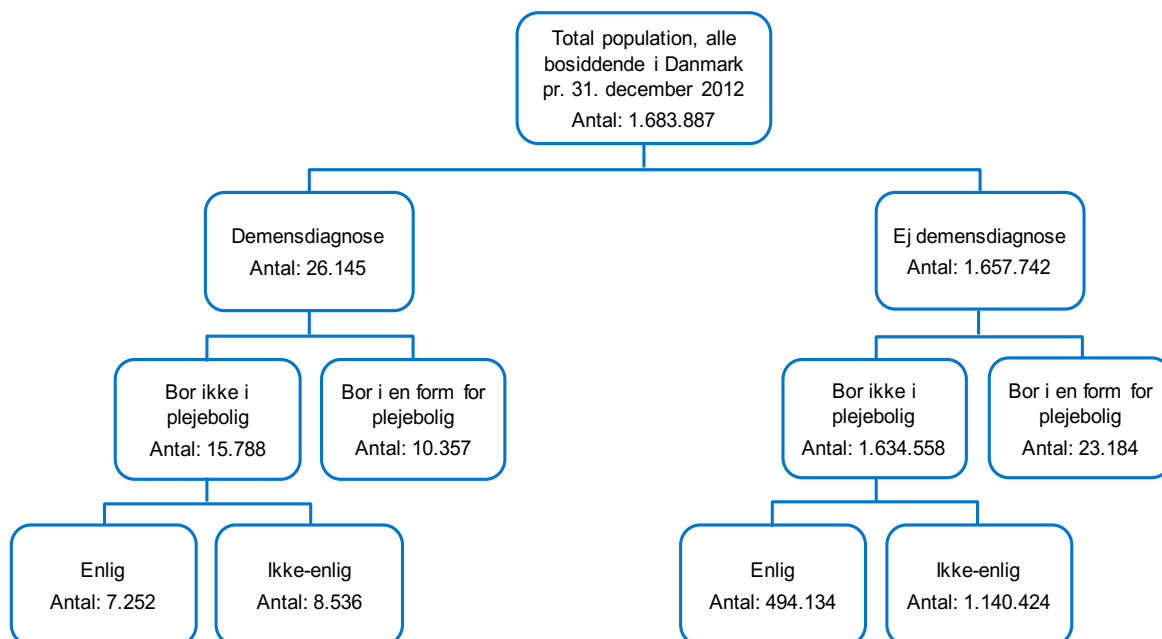 Total population, alle
bosiddende i Danmark
pr. 31. december 2012
Antal: 1.683.887
Demensdiagnose
Antal: 26.145
Ej demensdiagnose
Antal: 1.657.742
Bor ikke i
plejebolig
Antal: 15.788
Bor i en form for
plejebolig
Antal: 10.357
Bor ikke i
plejebolig
Antal: 1.634.558
Bor i en form for
plejebolig
Antal: 23.184
Enlig
Antal: 7.252
Ikke-enlig
Antal: 8.536
Enlig
Antal: 494.134
Ikke-enlig
Antal: 1.140.424